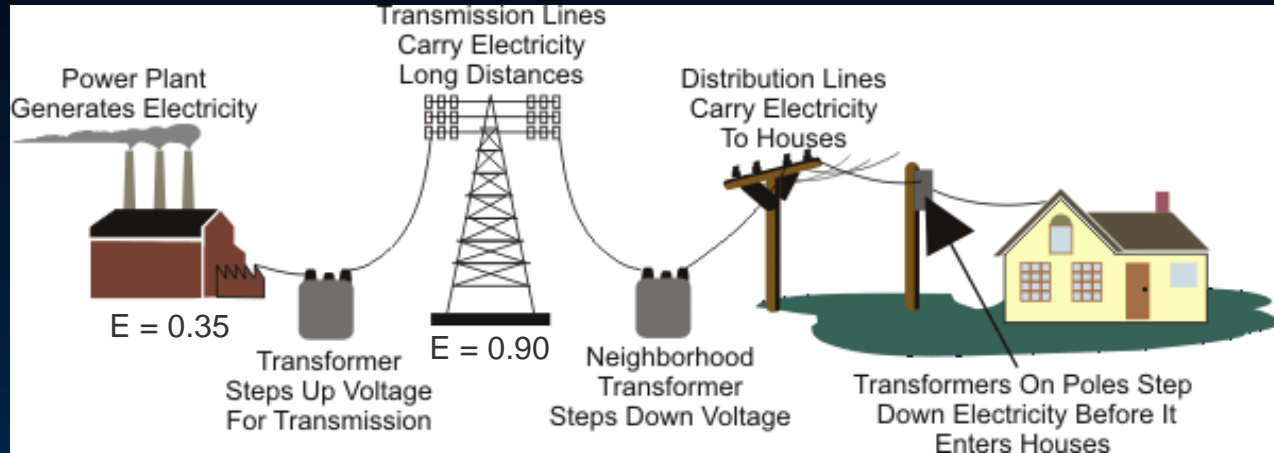 Transmission Lines
Carry Electricity
Long Distances
Power Plant
Generates Electricity
Distribution Lines
Carry Electricity
To Houses
E = 0.35
E = 0.90
Transformer
Steps Up Voltage
For Transmission
Neighborhood
Transformer
Steps Down Voltage
Transformers On Poles Step
Down Electricity Before It
Enters Houses